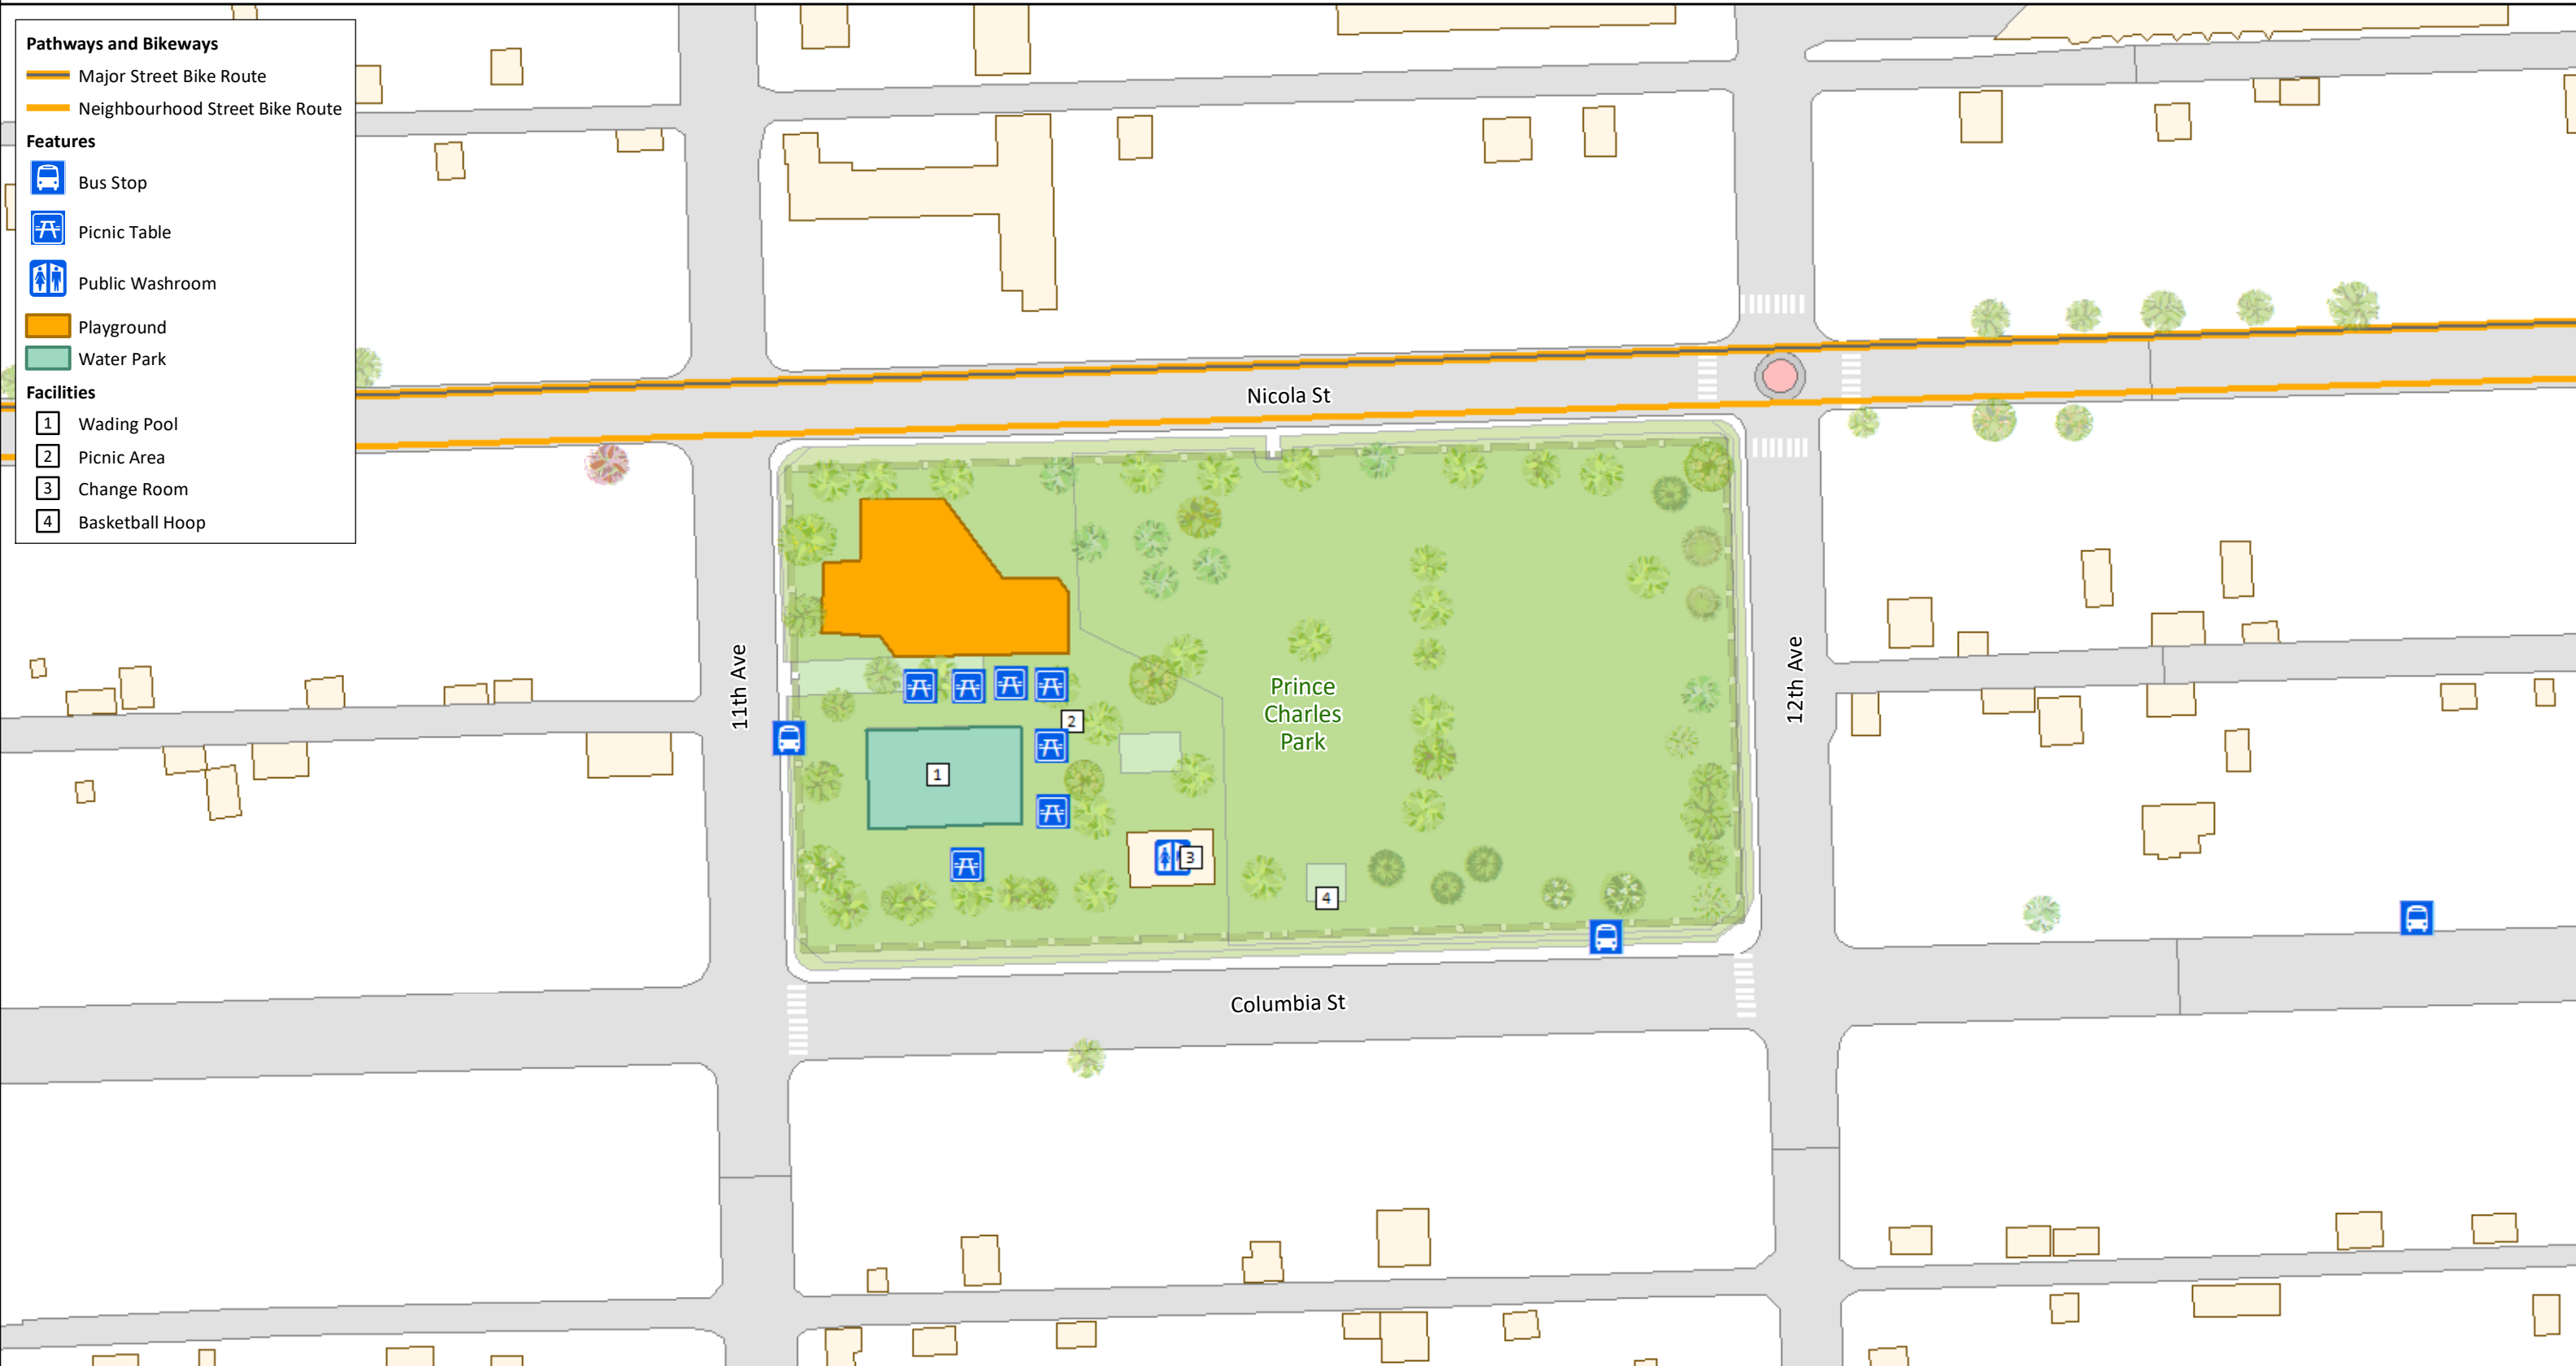 Pathways and Bikeways
Major Street Bike Route
Neighbourhood Street Bike Route
Features
Bus Stop
Picnic Table
Public Washroom
Playground
Water Park
Facilities
1 Wading Pool
2 Picnic Area
3 Change Room
4 Basketball Hoop
Nicola St
11th Ave
12th Ave
Prince
Charles
Park
2
1
3
4
Columbia St